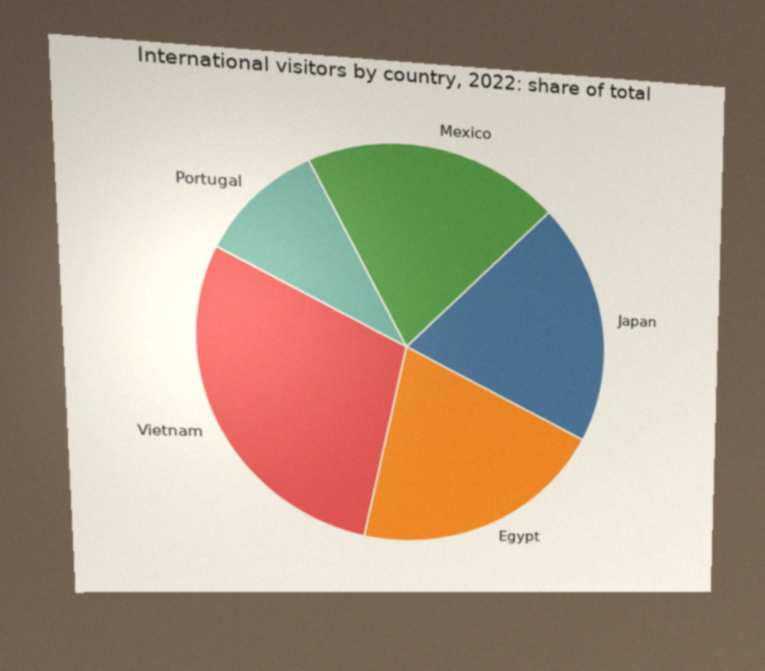 International visitors by country, 2022: share of total
Mexico
Portugal
Japan
Vietnam
Egypt